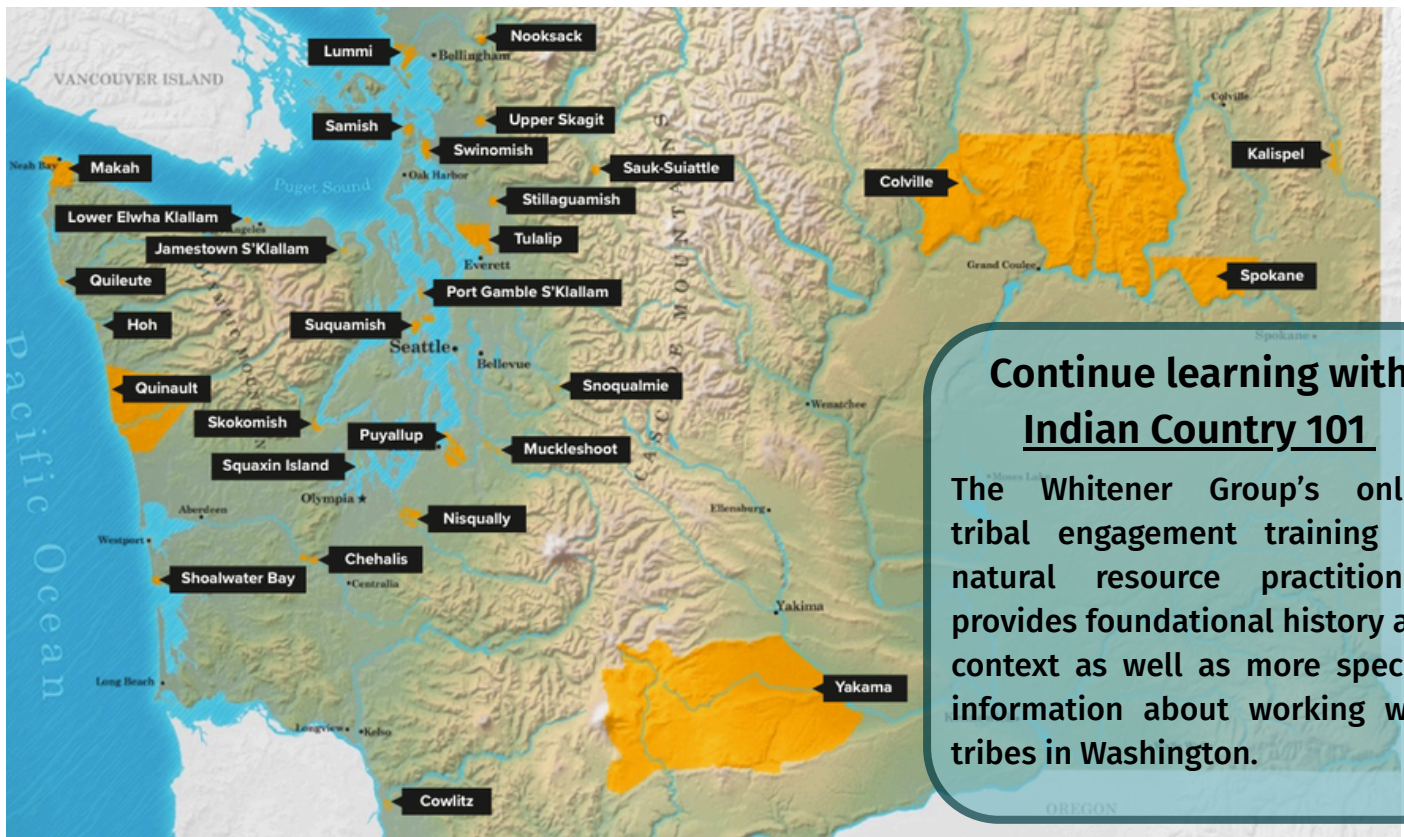 Nooksack
Lummi
Bellingham
VANCOUVER ISLAND
Colville
Samish
Upper Skagit
Swinomish
Kalispel
Neah Bay
Makah
Sauk-Suiattle
Oak Harbor
Puget Sound
Colville
Stillaguamish
Lower Elwha Klallam
Angeles
Tulalip
Jamestown S'Klallam
Everett
Grand Coulee
Spokane
Quileute
Port Gamble S'Klallam
Hoh
Suquamish
Seattle
Spokane
Bellevue
Quinault
Snoqualmie
Wenatchee
Skokomish
Puyallup
Muckleshoot
Squaxin Island
Olympia
Moses Lake
Aberdeen
Nisqually
Ellensburg
Westport
Chehalis
Shoalwater Bay
Centralia
Yakima
Long Beach
Yakama
Longview
Kelso
Cowlitz
OREGON
Pacific Ocean
CASCADE MOUNTAINS
Continue learning with
Indian Country 101
The Whitener Group's onl
tribal engagement training
natural resource practition
provides foundational history a
context as well as more spec
information about working w
tribes in Washington.